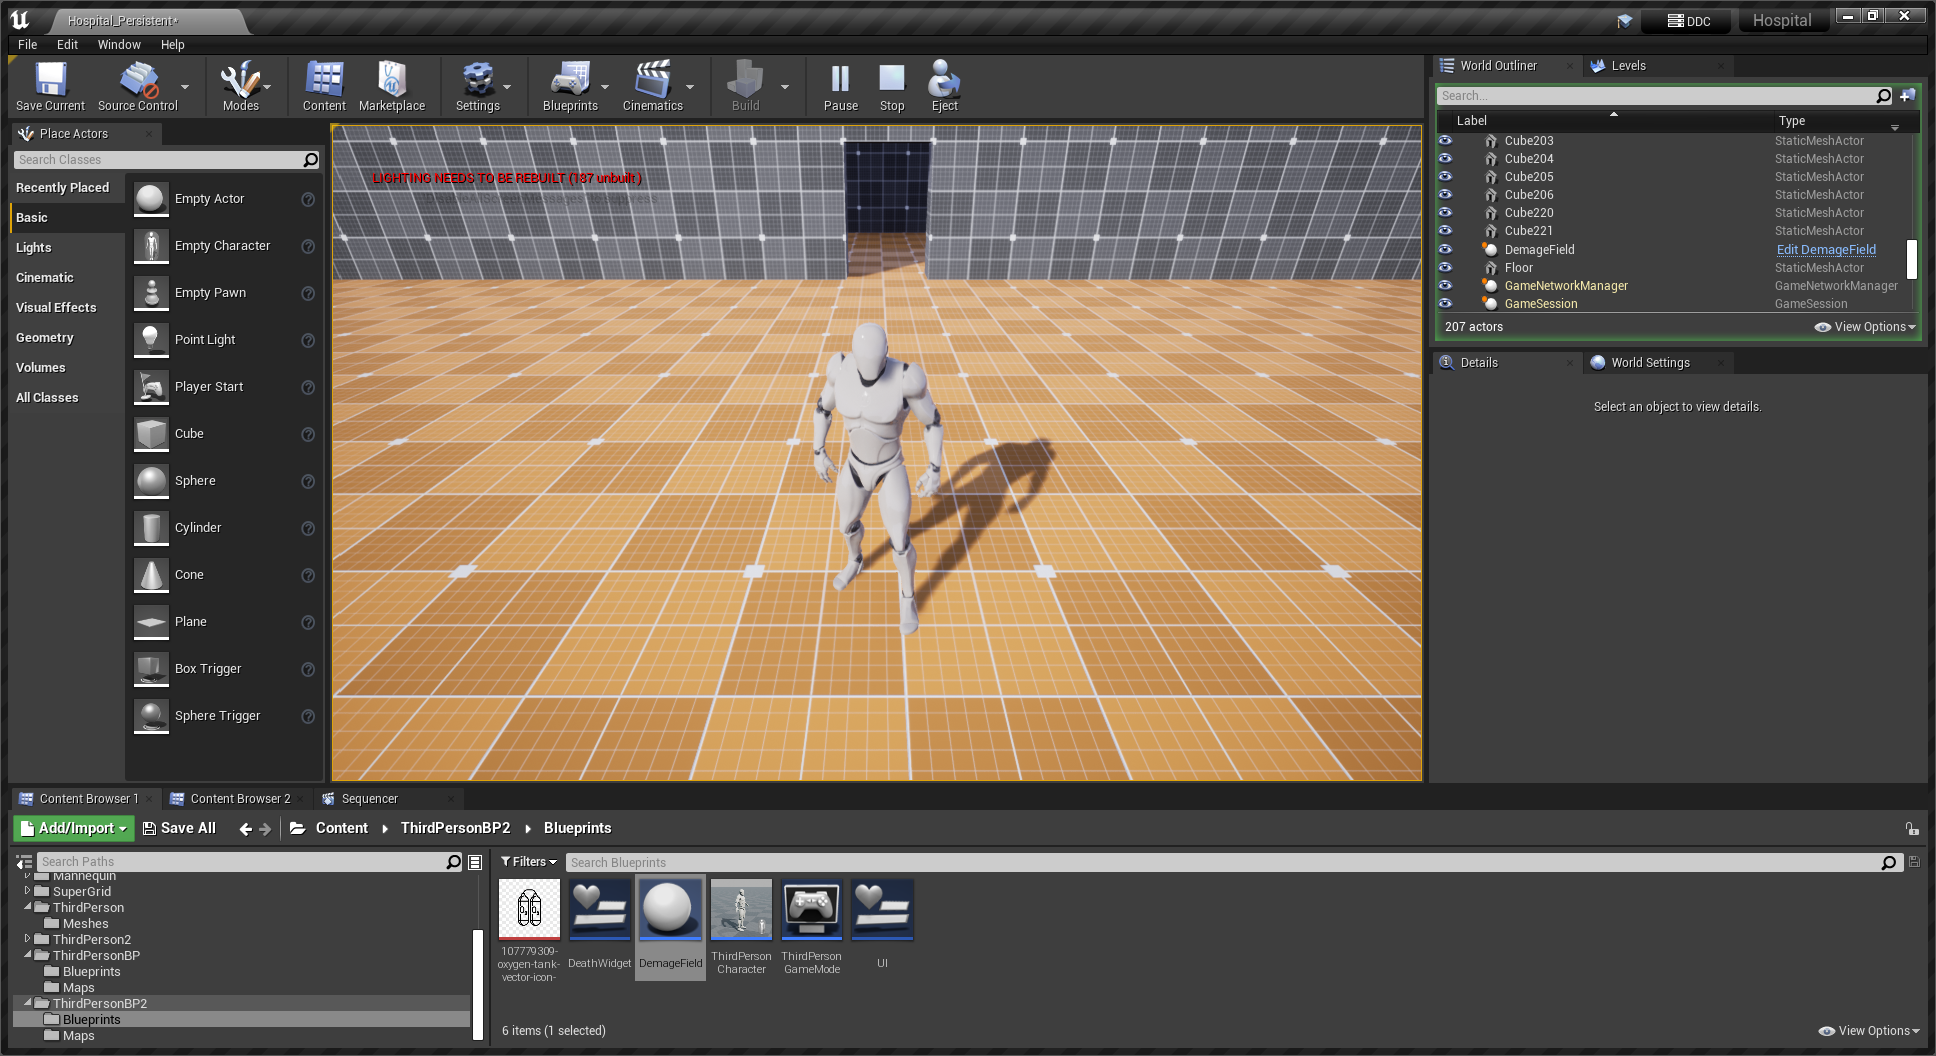 Hospital_Persistent*
DDC
Hospital
File Edit Window Help
Save Current
Source Control
Modes
Content
Marketplace
Settings
Blueprints
Cinematics
Build
Pause
Stop
Eject
Place Actors
Search Classes
Recently Placed
Basic
Lights
Cinematic
Visual Effects
Geometry
Volumes
All Classes
Empty Actor
Empty Character
Empty Pawn
Point Light
Player Start
Cube
Sphere
Cylinder
Cone
Plane
Box Trigger
Sphere Trigger
LIGHTING NEEDS TO BE REBUILT (187 unbuilt )
World Outliner
Levels
Search...
Label Type
Cube203 StaticMeshActor
Cube204 StaticMeshActor
Cube205 StaticMeshActor
Cube206 StaticMeshActor
Cube220 StaticMeshActor
Cube221 StaticMeshActor
DemageField Edit DemageField
Floor StaticMeshActor
GameNetworkManager GameNetworkManager
GameSession GameSession
207 actors
View Options
Details
World Settings
Select an object to view details.
Content Browser 1
Content Browser 2
Sequencer
Add/Import
Save All
Content
ThirdPersonBP2
Blueprints
Search Paths
Mannequin
SuperGrid
ThirdPerson
Meshes
ThirdPerson2
ThirdPersonBP
Blueprints
Maps
ThirdPersonBP2
Blueprints
Maps
Filters
Search Blueprints
107779309-
oxygen-tank-
vector-icon-
DeathWidget
DemageField
ThirdPerson
Character
ThirdPerson
GameMode
UI
6 items (1 selected)
View Options